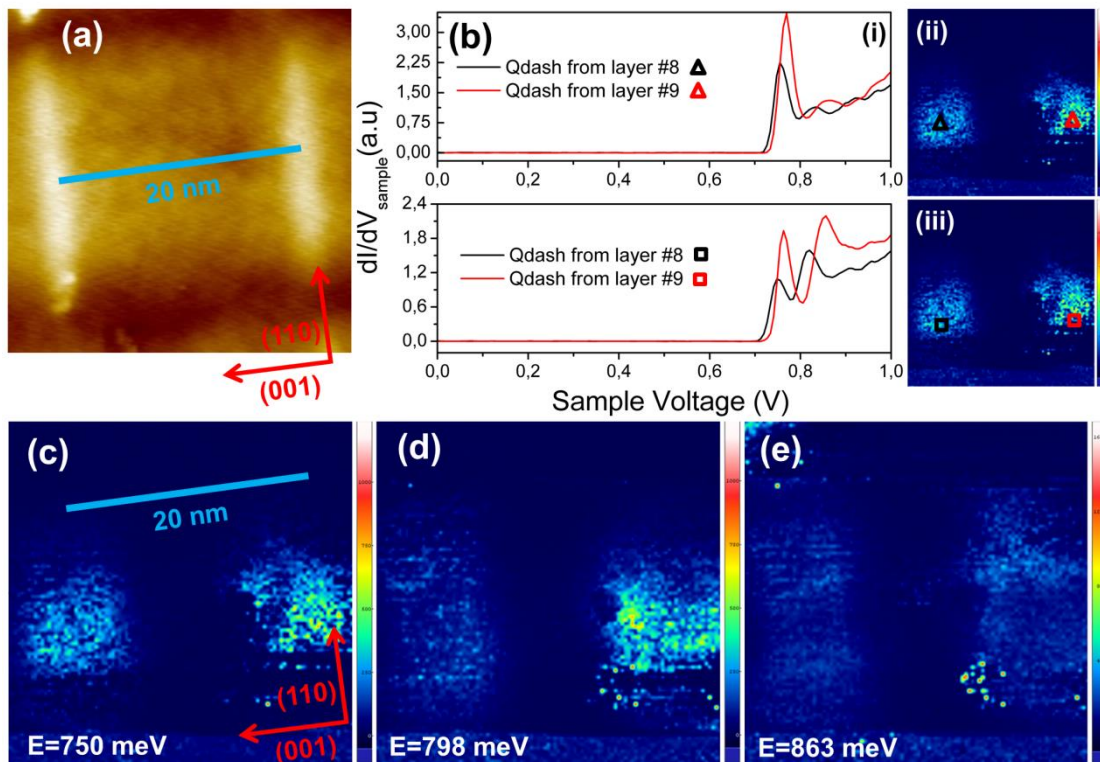 (a)
20 nm
(110)
(001)
(b)
(i)
dI/dV_sample (a.u)
3,00
2,25
1,50
0,75
0,00
Qdash from layer #8
Qdash from layer #9
0,0 0,2 0,4 0,6 0,8 1,0
2,4
1,8
1,2
0,6
0,0
Qdash from layer #8
Qdash from layer #9
0,0 0,2 0,4 0,6 0,8 1,0
Sample Voltage (V)
(ii)
(iii)
(c)
20 nm
(110)
(001)
E=750 meV
(d)
E=798 meV
(e)
E=863 meV